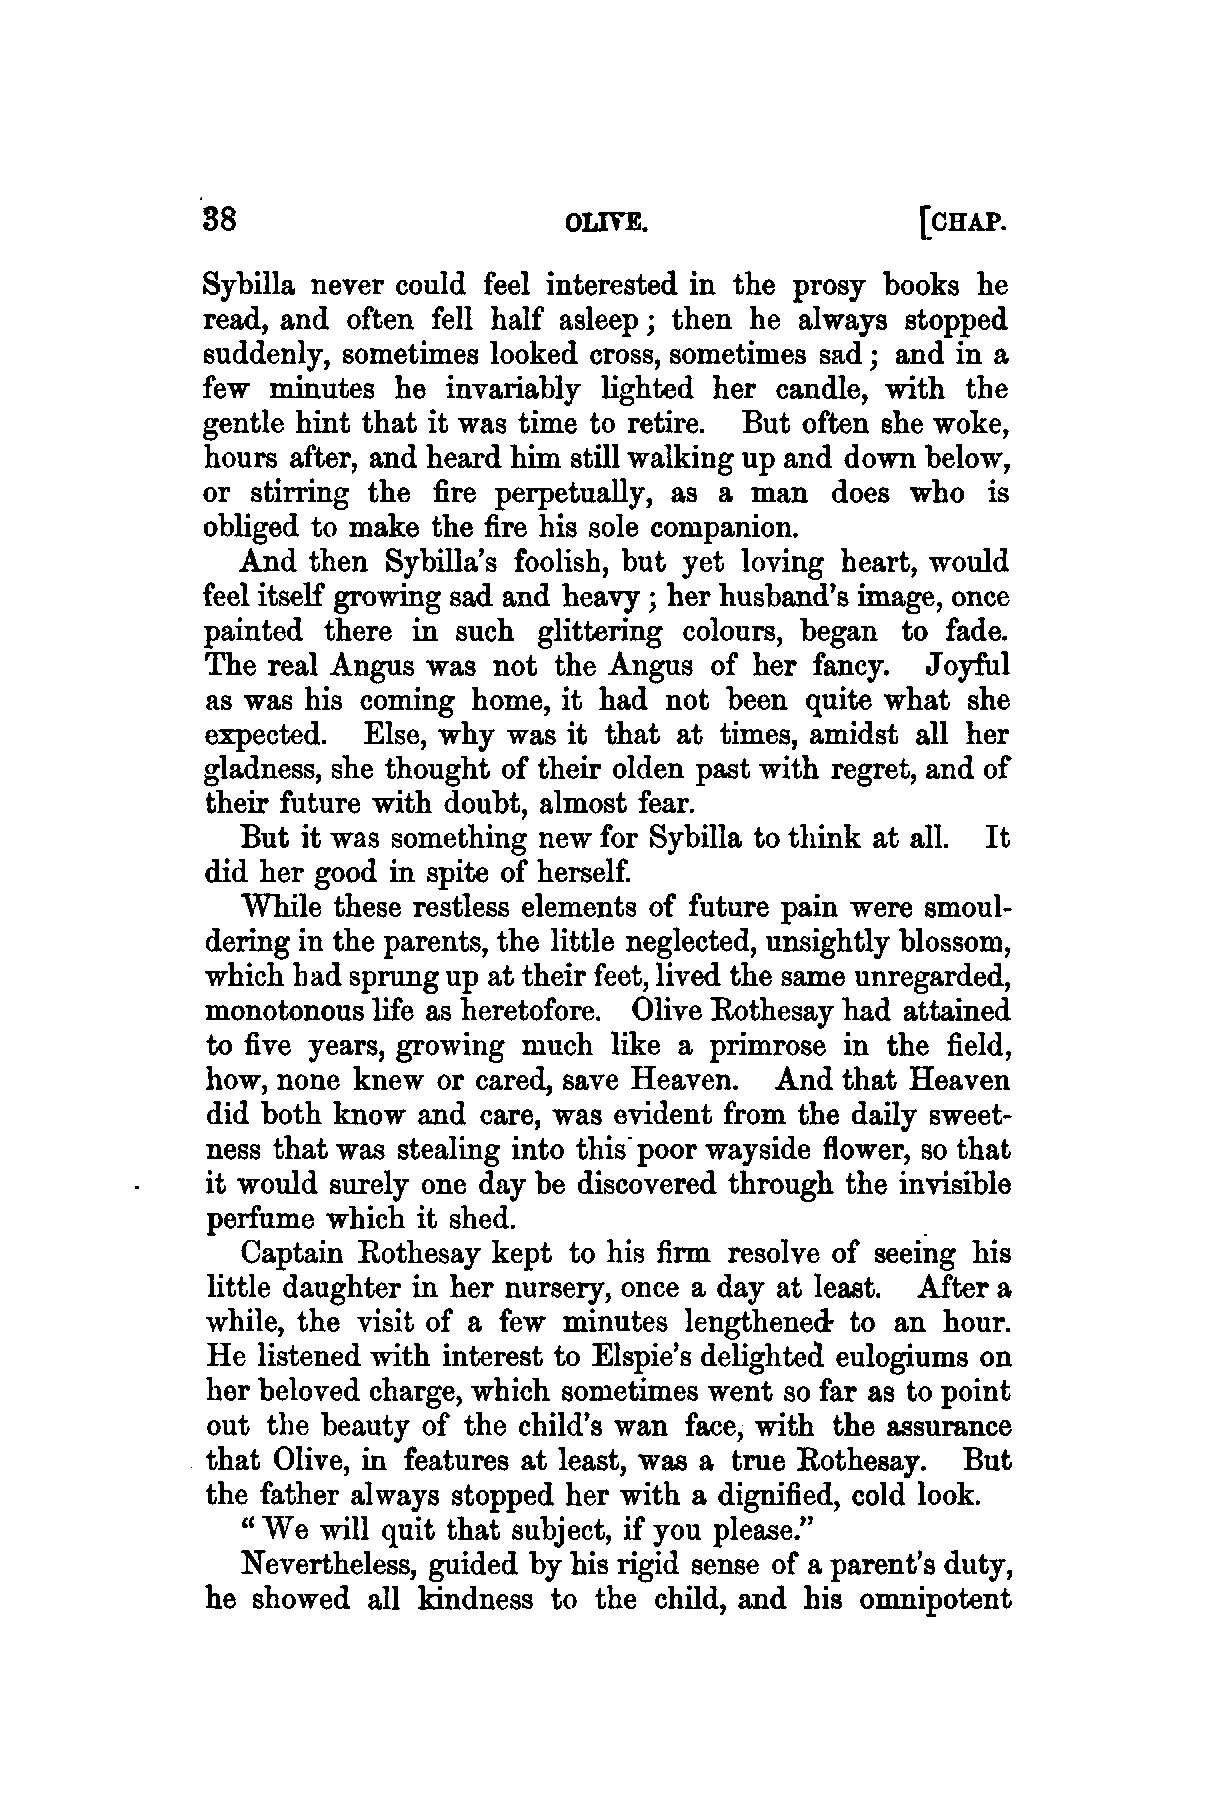 38 OLIVE. [CHAP.
Sybilla never could feel interested in the prosy books he
read, and often fell half asleep; then he always stopped
suddenly, sometimes looked cross, sometimes sad; and in a
few minutes he invariably lighted her candle, with the
gentle hint that it was time to retire. But often she woke,
hours after, and heard him still walking up and down below,
or stirring the fire perpetually, as a man does who is
obliged to make the fire his sole companion.
And then Sybilla's foolish, but yet loving heart, would
feel itself growing sad and heavy; her husband's image, once
painted there in such glittering colours, began to fade.
The real Angus was not the Angus of her fancy. Joyful
as was his coming home, it had not been quite what she
expected. Else, why was it that at times, amidst all her
gladness, she thought of their olden past with regret, and of
their future with doubt, almost fear.
But it was something new for Sybilla to think at all. It
did her good in spite of herself.
While these restless elements of future pain were smoul-
dering in the parents, the little neglected, unsightly blossom,
which had sprung up at their feet, lived the same unregarded,
monotonous life as heretofore. Olive Rothesay had attained
to five years, growing much like a primrose in the field,
how, none knew or cared, save Heaven. And that Heaven
did both know and care, was evident from the daily sweet-
ness that was stealing into this poor wayside flower, so that
it would surely one day be discovered through the invisible
perfume which it shed.
Captain Rothesay kept to his firm resolve of seeing his
little daughter in her nursery, once a day at least. After a
while, the visit of a few minutes lengthened to an hour.
He listened with interest to Elspie's delighted eulogiums on
her beloved charge, which sometimes went so far as to point
out the beauty of the child's wan face, with the assurance
that Olive, in features at least, was a true Rothesay. But
the father always stopped her with a dignified, cold look.
"We will quit that subject, if you please."
Nevertheless, guided by his rigid sense of a parent's duty,
he showed all kindness to the child, and his omnipotent